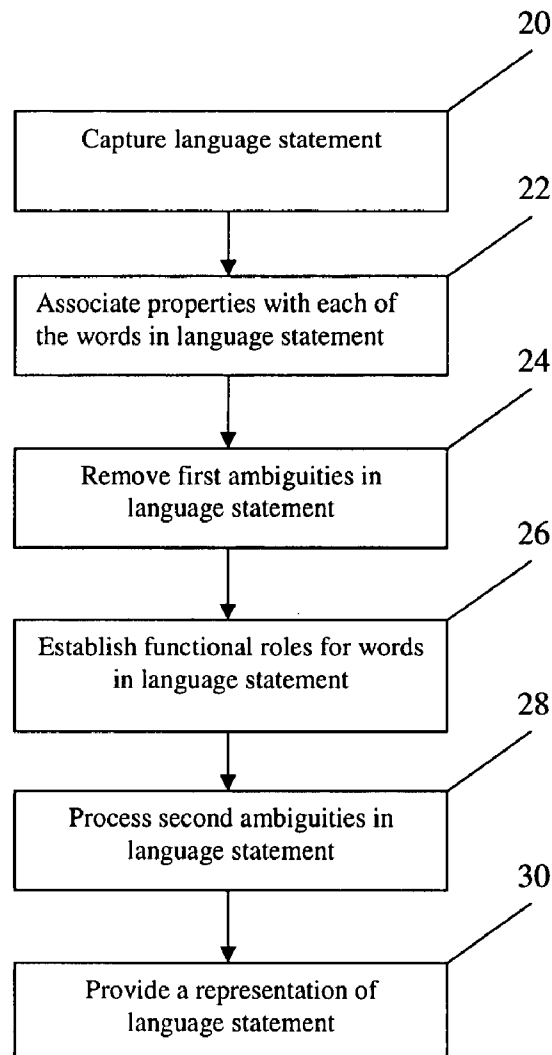 20
Capture language statement
22
Associate properties with each of
the words in language statement
24
Remove first ambiguities in
language statement
26
Establish functional roles for words
in language statement
28
Process second ambiguities in
language statement
30
Provide a representation of
language statement